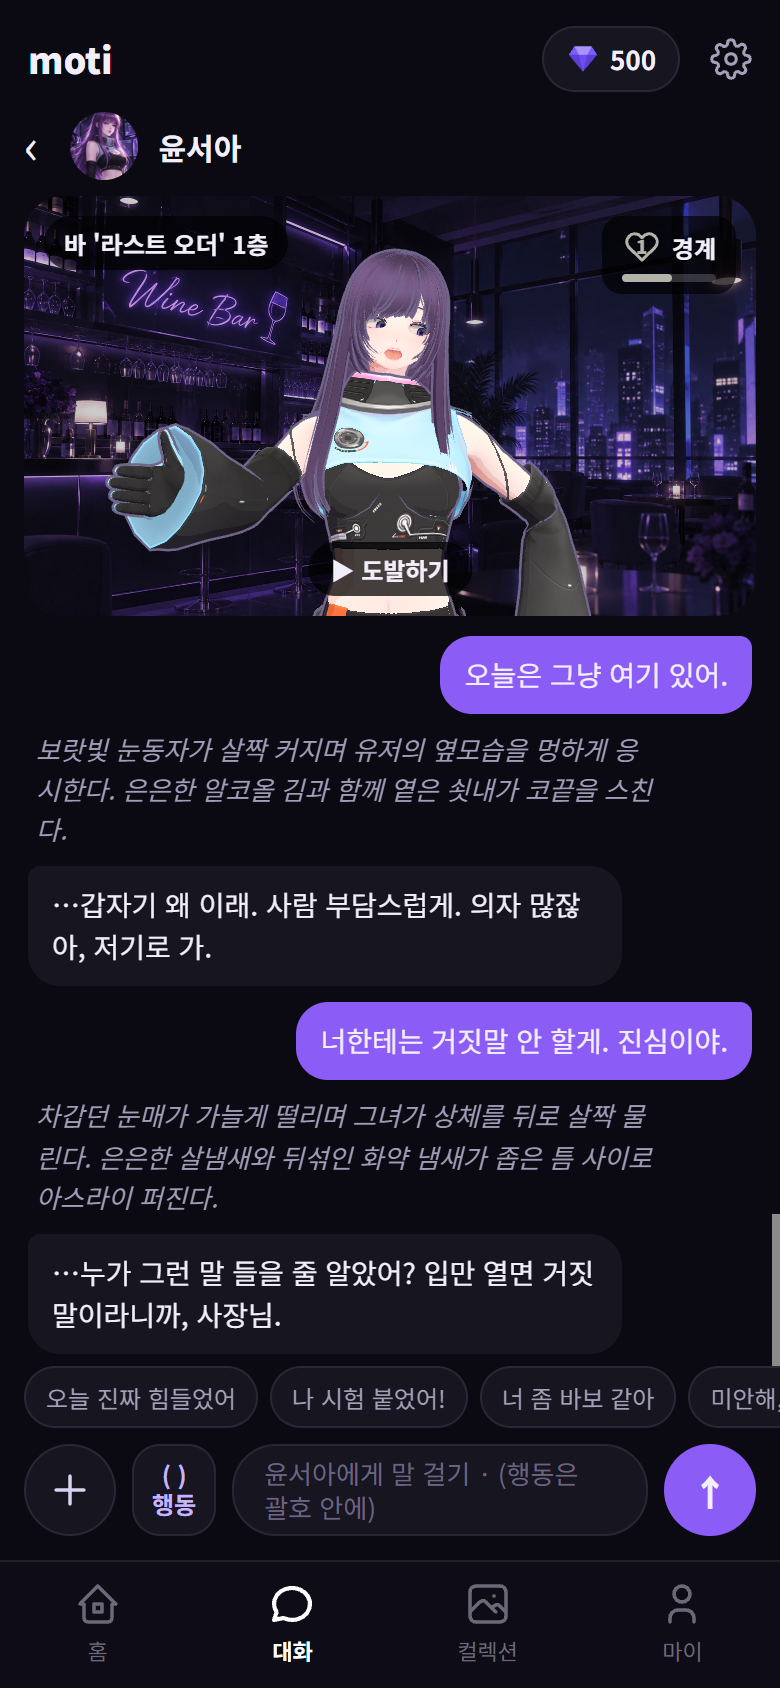 moti
500
‹
윤서아
바 '라스트 오더' 1층
1 경계
Wine Bar
▶ 도발하기
오늘은 그냥 여기 있어.
보랏빛 눈동자가 살짝 커지며 유저의 옆모습을 멍하게 응
시한다. 은은한 알코올 김과 함께 옅은 쇳내가 코끝을 스친
다.
…갑자기 왜 이래. 사람 부담스럽게. 의자 많잖
아, 저기로 가.
너한테는 거짓말 안 할게. 진심이야.
차갑던 눈매가 가늘게 떨리며 그녀가 상체를 뒤로 살짝 물
린다. 은은한 살냄새와 뒤섞인 화약 냄새가 좁은 틈 사이로
아스라이 퍼진다.
…누가 그런 말 들을 줄 알았어? 입만 열면 거짓
말이라니까, 사장님.
오늘 진짜 힘들었어
나 시험 붙었어!
너 좀 바보 같아
미안해,
( )
행동
윤서아에게 말 걸기 · (행동은
괄호 안에)
홈
대화
컬렉션
마이